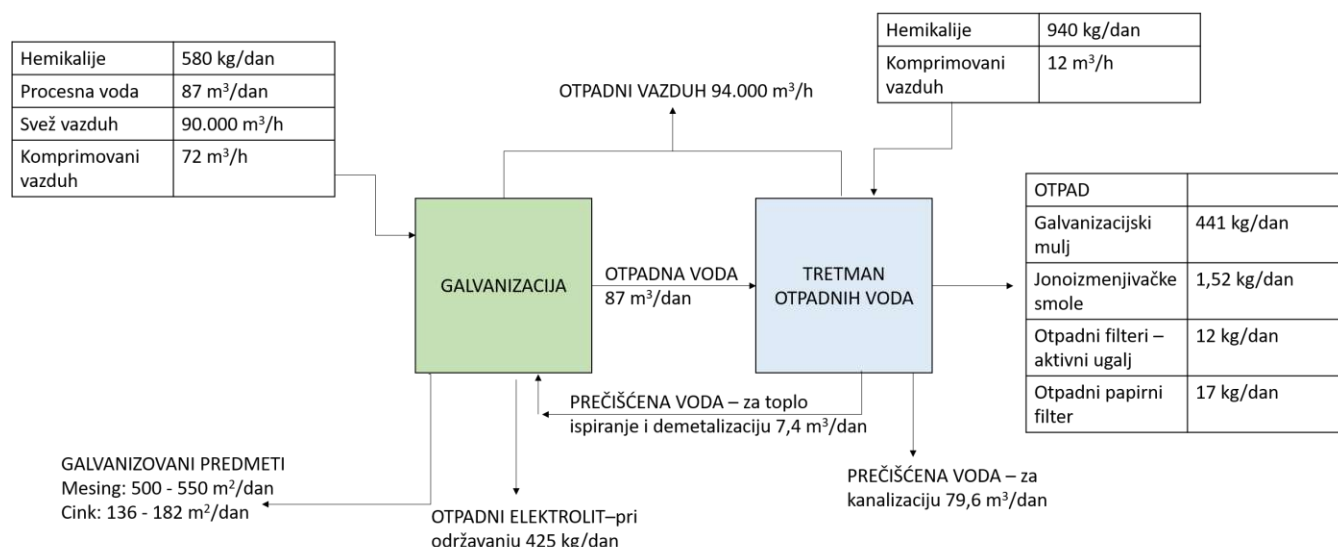 Hemikalije 580 kg/dan
Procesna voda 87 m³/dan
Svež vazduh 90.000 m³/h
Komprimovani 72 m³/h
vazduh
OTPADNI VAZDUH 94.000 m³/h
Hemikalije 940 kg/dan
Komprimovani 12 m³/h
vazduh
GALVANIZACIJA
OTPADNA VODA
87 m³/dan
TRETMAN
OTPADNIH VODA
OTPAD
Galvanizacijski 441 kg/dan
mulj
Jonoizmenjivačke 1,52 kg/dan
smole
Otpadni filteri – 12 kg/dan
aktivni ugalj
Otpadni papirni 17 kg/dan
filter
PREČIŠĆENA VODA – za toplo
ispiranje i demetalizaciju 7,4 m³/dan
GALVANIZOVANI PREDMETI
Mesing: 500 - 550 m²/dan
Cink: 136 - 182 m²/dan
OTPADNI ELEKTROLIT–pri
održavanju 425 kg/dan
PREČIŠĆENA VODA – za
kanalizaciju 79,6 m³/dan